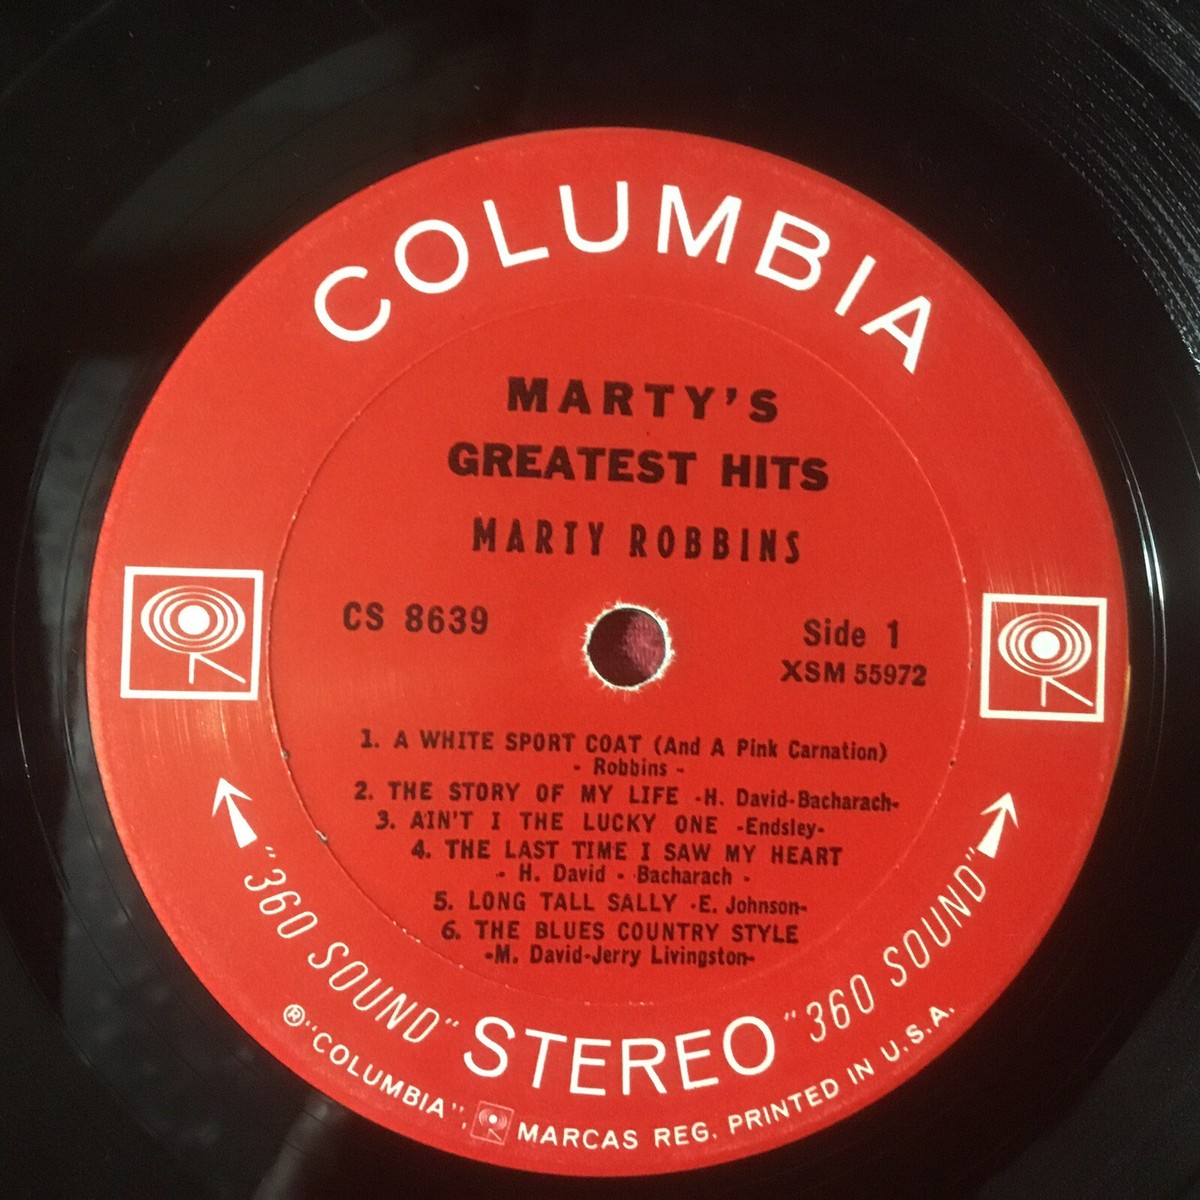 COLUMBIA
MARTY'S
GREATEST HITS
MARTY ROBBINS
CS 8639
Side 1
XSM 55972
1. A WHITE SPORT COAT (And A Pink Carnation)
- Robbins -
2. THE STORY OF MY LIFE -H. David-Bacharach-
3. AIN'T I THE LUCKY ONE -Endsley-
4. THE LAST TIME I SAW MY HEART
- H. David - Bacharach -
5. LONG TALL SALLY -E. Johnson-
6. THE BLUES COUNTRY STYLE
-M. David-Jerry Livingston-
"360 SOUND" STEREO "360 SOUND"
® "COLUMBIA", MARCAS REG. PRINTED IN U.S.A.